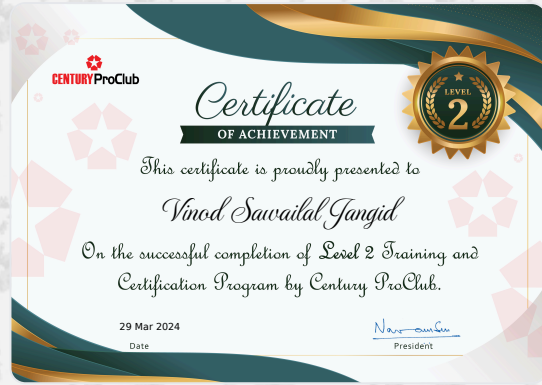 CENTURY ProClub
Certificate
OF ACHIEVEMENT
LEVEL
2
This certificate is proudly presented to
Vinod Sawailal Jangid
On the successful completion of Level 2 Training and
Certification Program by Century ProClub.
29 Mar 2024
Date
President